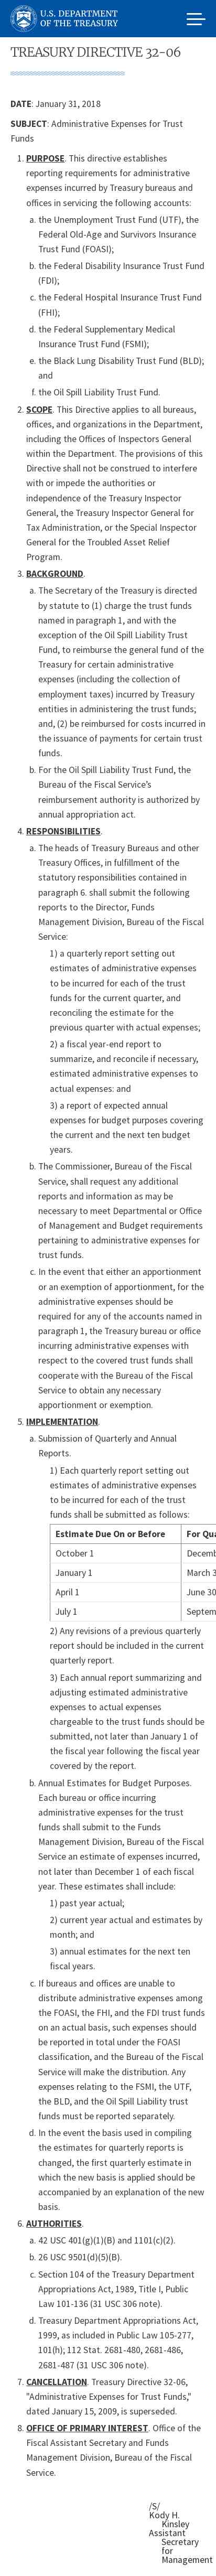 U.S. DEPARTMENT
OF THE TREASURY
TREASURY DIRECTIVE 32-06
DATE: January 31, 2018
SUBJECT: Administrative Expenses for Trust
Funds
1. PURPOSE. This directive establishes
reporting requirements for administrative
expenses incurred by Treasury bureaus and
offices in servicing the following accounts:
a. the Unemployment Trust Fund (UTF), the
Federal Old-Age and Survivors Insurance
Trust Fund (FOASI);
b. the Federal Disability Insurance Trust Fund
(FDI);
c. the Federal Hospital Insurance Trust Fund
(FHI);
d. the Federal Supplementary Medical
Insurance Trust Fund (FSMI);
e. the Black Lung Disability Trust Fund (BLD);
and
f. the Oil Spill Liability Trust Fund.
2. SCOPE. This Directive applies to all bureaus,
offices, and organizations in the Department,
including the Offices of Inspectors General
within the Department. The provisions of this
Directive shall not be construed to interfere
with or impede the authorities or
independence of the Treasury Inspector
General, the Treasury Inspector General for
Tax Administration, or the Special Inspector
General for the Troubled Asset Relief
Program.
3. BACKGROUND.
a. The Secretary of the Treasury is directed
by statute to (1) charge the trust funds
named in paragraph 1, and with the
exception of the Oil Spill Liability Trust
Fund, to reimburse the general fund of the
Treasury for certain administrative
expenses (including the collection of
employment taxes) incurred by Treasury
entities in administering the trust funds;
and, (2) be reimbursed for costs incurred in
the issuance of payments for certain trust
funds.
b. For the Oil Spill Liability Trust Fund, the
Bureau of the Fiscal Service's
reimbursement authority is authorized by
annual appropriation act.
4. RESPONSIBILITIES.
a. The heads of Treasury Bureaus and other
Treasury Offices, in fulfillment of the
statutory responsibilities contained in
paragraph 6. shall submit the following
reports to the Director, Funds
Management Division, Bureau of the Fiscal
Service:
1) a quarterly report setting out
estimates of administrative expenses
to be incurred for each of the trust
funds for the current quarter, and
reconciling the estimate for the
previous quarter with actual expenses;
2) a fiscal year-end report to
summarize, and reconcile if necessary,
estimated administrative expenses to
actual expenses: and
3) a report of expected annual
expenses for budget purposes covering
the current and the next ten budget
years.
b. The Commissioner, Bureau of the Fiscal
Service, shall request any additional
reports and information as may be
necessary to meet Departmental or Office
of Management and Budget requirements
pertaining to administrative expenses for
trust funds.
c. In the event that either an apportionment
or an exemption of apportionment, for the
administrative expenses should be
required for any of the accounts named in
paragraph 1, the Treasury bureau or office
incurring administrative expenses with
respect to the covered trust funds shall
cooperate with the Bureau of the Fiscal
Service to obtain any necessary
apportionment or exemption.
5. IMPLEMENTATION.
a. Submission of Quarterly and Annual
Reports.
1) Each quarterly report setting out
estimates of administrative expenses
to be incurred for each of the trust
funds shall be submitted as follows:
Estimate Due On or Before For Qua
October 1 Decemb
January 1 March 3
April 1 June 30
July 1 Septem
2) Any revisions of a previous quarterly
report should be included in the current
quarterly report.
3) Each annual report summarizing and
adjusting estimated administrative
expenses to actual expenses
chargeable to the trust funds should be
submitted, not later than January 1 of
the fiscal year following the fiscal year
covered by the report.
b. Annual Estimates for Budget Purposes.
Each bureau or office incurring
administrative expenses for the trust
funds shall submit to the Funds
Management Division, Bureau of the Fiscal
Service an estimate of expenses incurred,
not later than December 1 of each fiscal
year. These estimates shall include:
1) past year actual;
2) current year actual and estimates by
month; and
3) annual estimates for the next ten
fiscal years.
c. If bureaus and offices are unable to
distribute administrative expenses among
the FOASI, the FHI, and the FDI trust funds
on an actual basis, such expenses should
be reported in total under the FOASI
classification, and the Bureau of the Fiscal
Service will make the distribution. Any
expenses relating to the FSMI, the UTF,
the BLD, and the Oil Spill Liability trust
funds must be reported separately.
d. In the event the basis used in compiling
the estimates for quarterly reports is
changed, the first quarterly estimate in
which the new basis is applied should be
accompanied by an explanation of the new
basis.
6. AUTHORITIES.
a. 42 USC 401(g)(1)(B) and 1101(c)(2).
b. 26 USC 9501(d)(5)(B).
c. Section 104 of the Treasury Department
Appropriations Act, 1989, Title I, Public
Law 101-136 (31 USC 306 note).
d. Treasury Department Appropriations Act,
1999, as included in Public Law 105-277,
101(h); 112 Stat. 2681-480, 2681-486,
2681-487 (31 USC 306 note).
7. CANCELLATION. Treasury Directive 32-06,
"Administrative Expenses for Trust Funds,"
dated January 15, 2009, is superseded.
8. OFFICE OF PRIMARY INTEREST. Office of the
Fiscal Assistant Secretary and Funds
Management Division, Bureau of the Fiscal
Service.
/S/
Kody H.
Kinsley
Assistant
Secretary
for
Management